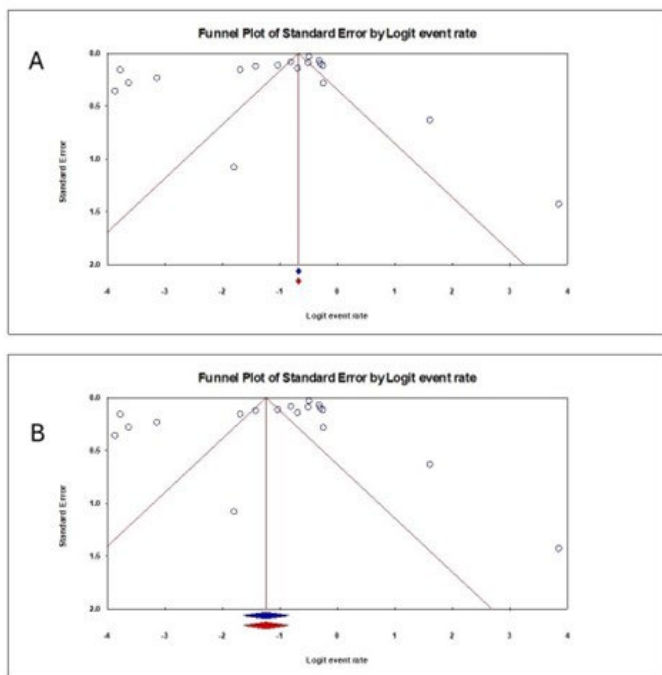 A
Funnel Plot of Standard Error by Logit event rate
0.0
0.5
1.0
1.5
2.0
Standard Error
-4 -3 -2 -1 0 1 2 3 4
Logit event rate
B
Funnel Plot of Standard Error by Logit event rate
0.0
0.5
1.0
1.5
2.0
Standard Error
-4 -3 -2 -1 0 1 2 3 4
Logit event rate